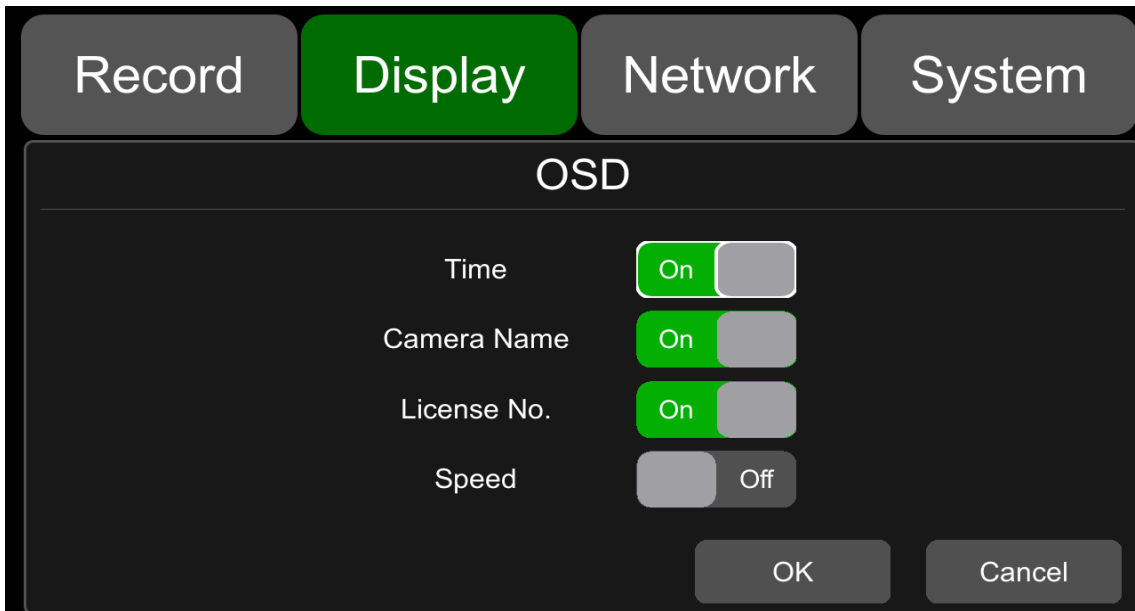 Record Display Network System
OSD
Time On
Camera Name On
License No. On
Speed Off
OK Cancel